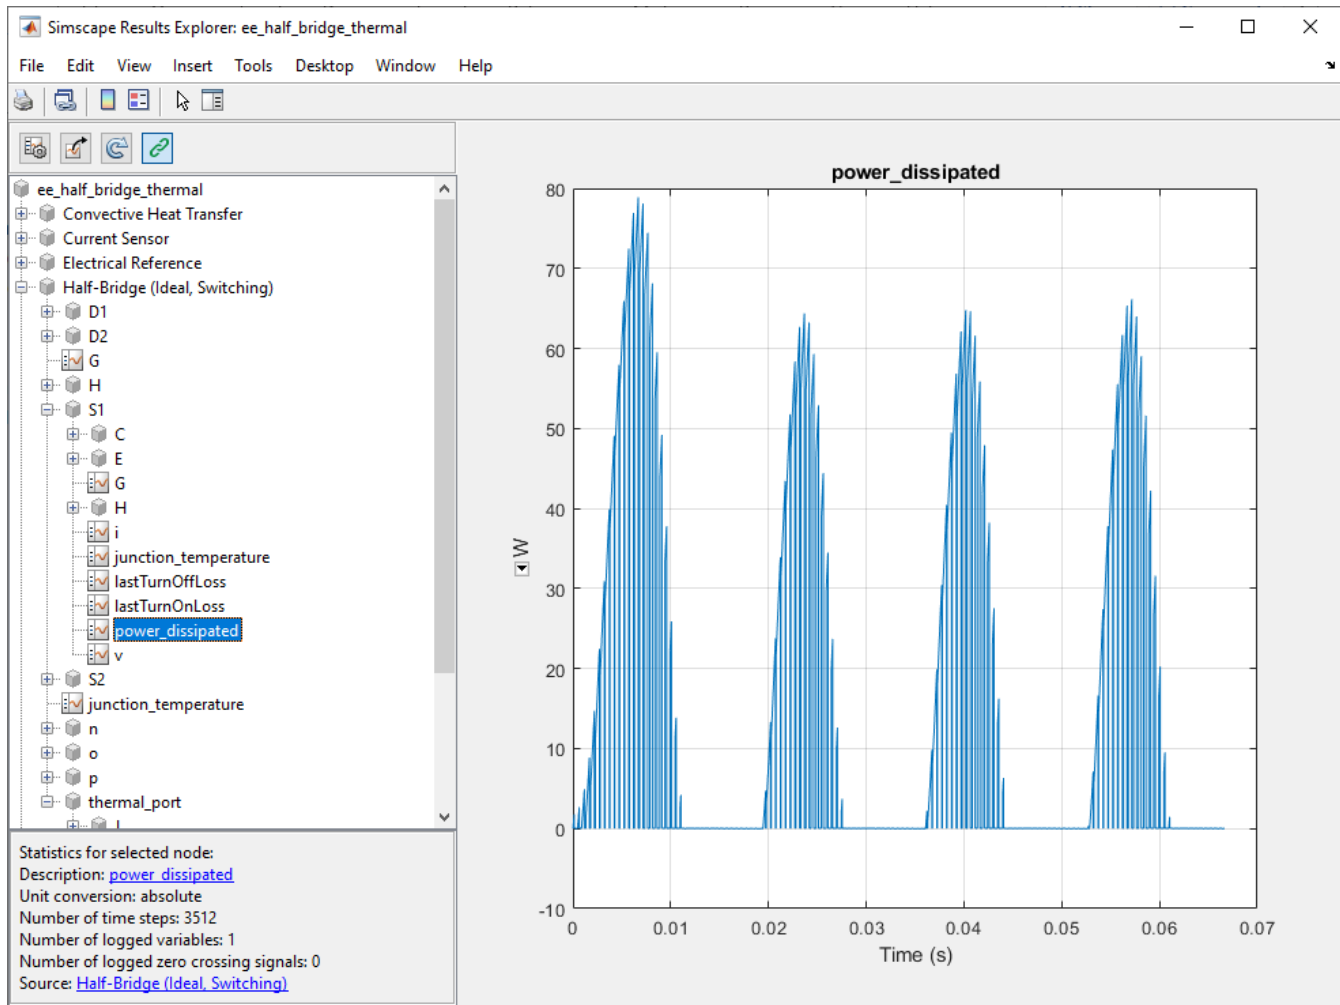 Simscape Results Explorer: ee_half_bridge_thermal
File Edit View Insert Tools Desktop Window Help
ee_half_bridge_thermal
Convective Heat Transfer
Current Sensor
Electrical Reference
Half-Bridge (Ideal, Switching)
D1
D2
G
H
S1
C
E
G
H
i
junction_temperature
lastTurnOffLoss
lastTurnOnLoss
power_dissipated
v
S2
junction_temperature
n
o
p
thermal_port
Statistics for selected node:
Description: power_dissipated
Unit conversion: absolute
Number of time steps: 3512
Number of logged variables: 1
Number of logged zero crossing signals: 0
Source: Half-Bridge (Ideal, Switching)
power_dissipated
80
70
60
50
40
30
20
10
0
-10
W
0 0.01 0.02 0.03 0.04 0.05 0.06 0.07
Time (s)